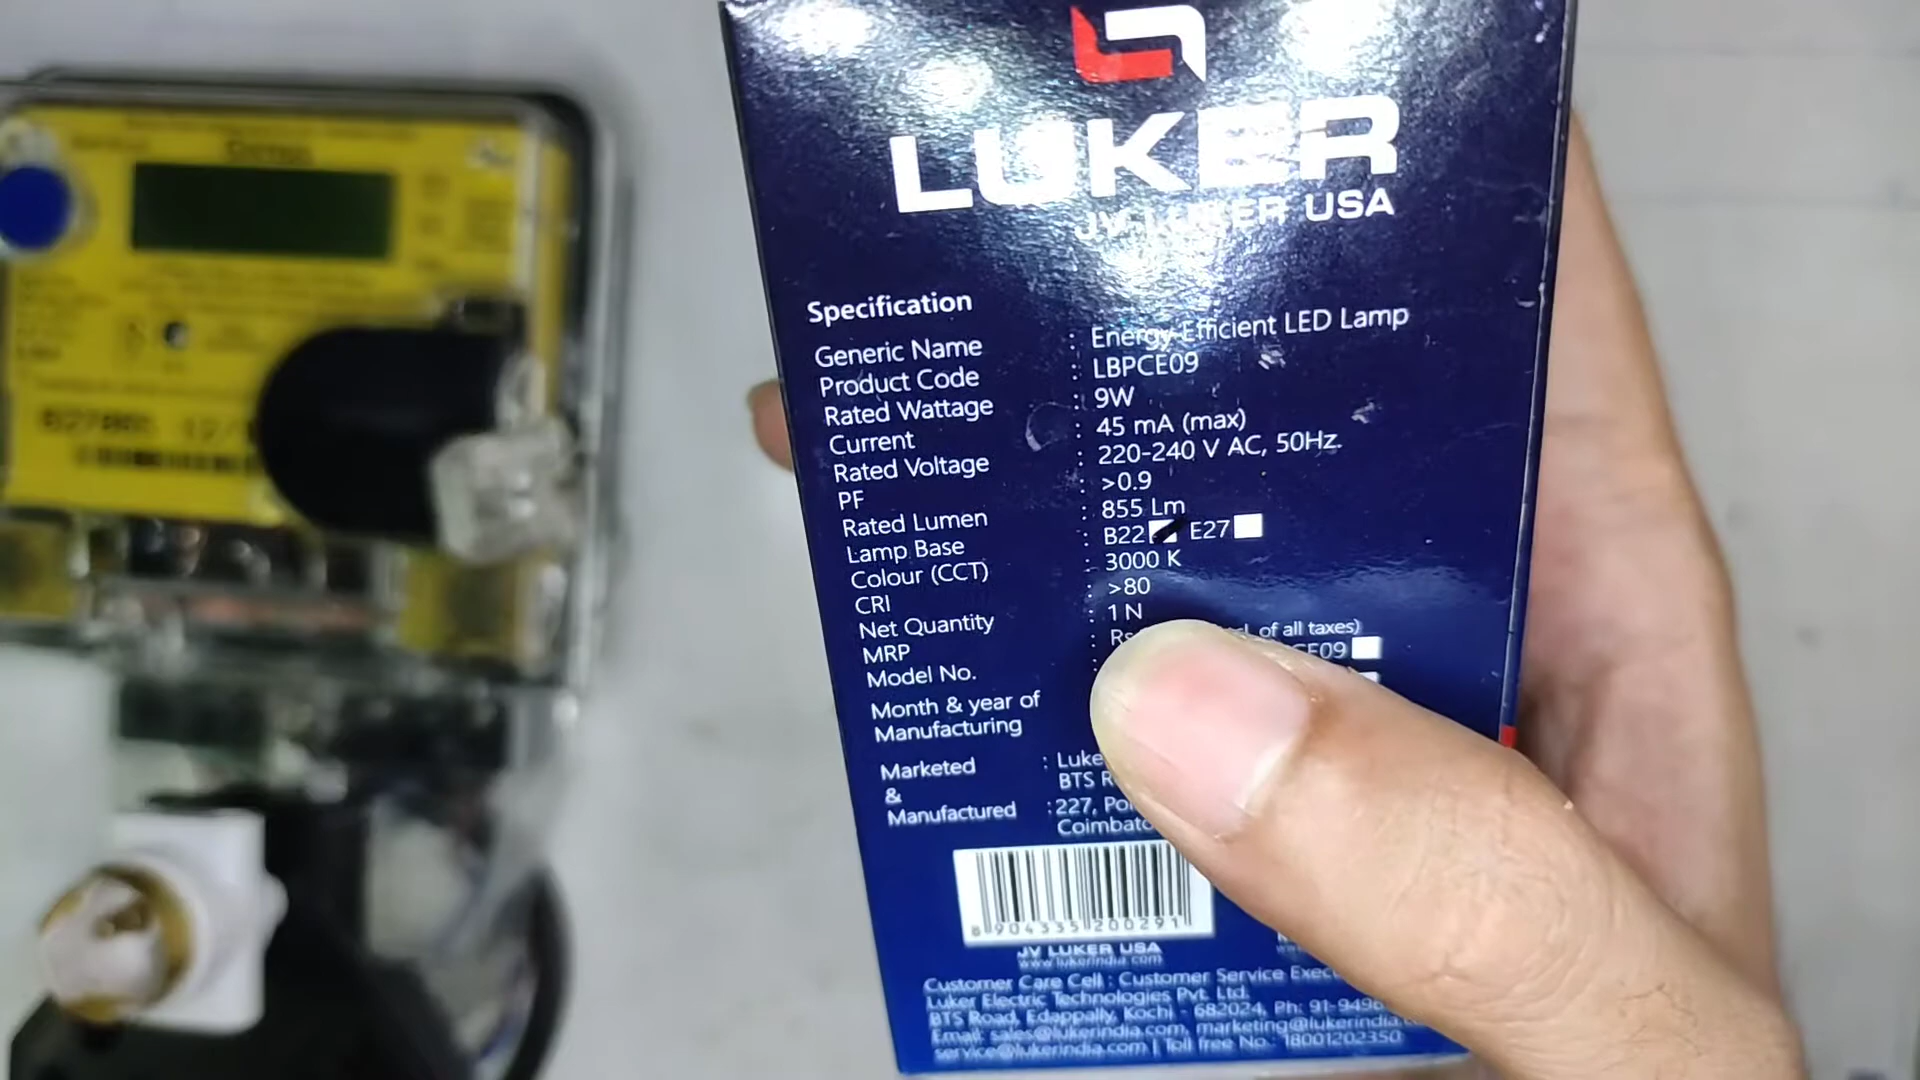 LUKER
JV LUKER USA
Specification
Generic Name : Energy Efficient LED Lamp
Product Code : LBPCE09
Rated Wattage : 9W
Current : 45 mA (max)
Rated Voltage : 220-240 V AC, 50Hz.
PF : >0.9
Rated Lumen : 855 Lm
Lamp Base : B22 E27
Colour (CCT) : 3000 K
CRI : >80
Net Quantity : 1 N
MRP : of all taxes)
Model No. :
Month & year of
Manufacturing
Marketed :
& BTS
Manufactured : 227,
8904335200291
JV LUKER USA
www.lukerindia.com
Customer Care Cell : Customer Service
Luker Electric Technologies Pvt. Ltd.
BTS Road, Edappally, Kochi - 682024, Ph: 91-
Email: sales@lukerindia.com,
service@lukerindia.com | Toll free No.: 18001202350